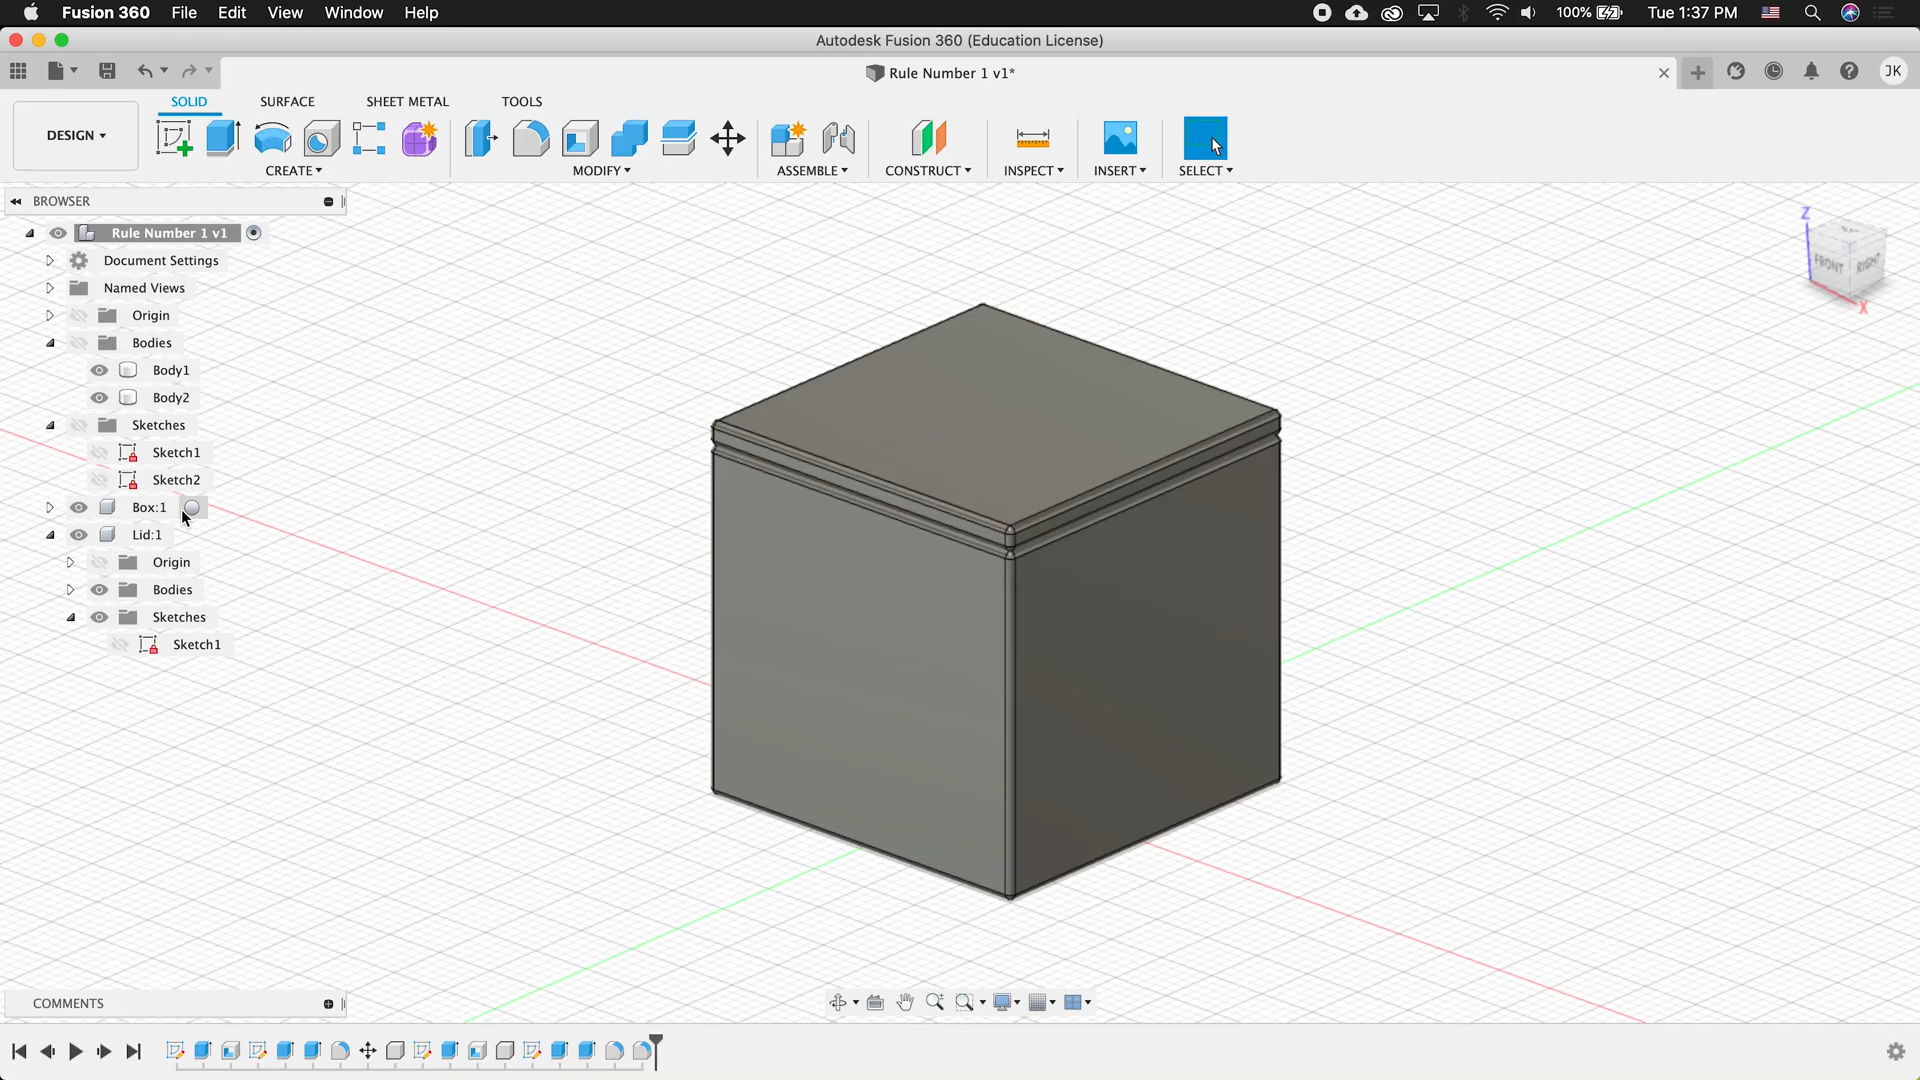 Fusion 360 File Edit View Window Help 100% Tue 1:37 PM
Autodesk Fusion 360 (Education License)
Rule Number 1 v1* JK
SOLID SURFACE SHEET METAL TOOLS
DESIGN
CREATE MODIFY ASSEMBLE CONSTRUCT INSPECT INSERT SELECT
BROWSER
Rule Number 1 v1
Document Settings
Named Views
Origin
Bodies
Body1
Body2
Sketches
Sketch1
Sketch2
Box:1
Lid:1
Origin
Bodies
Sketches
Sketch1
Z
FRONT RIGHT
X
COMMENTS